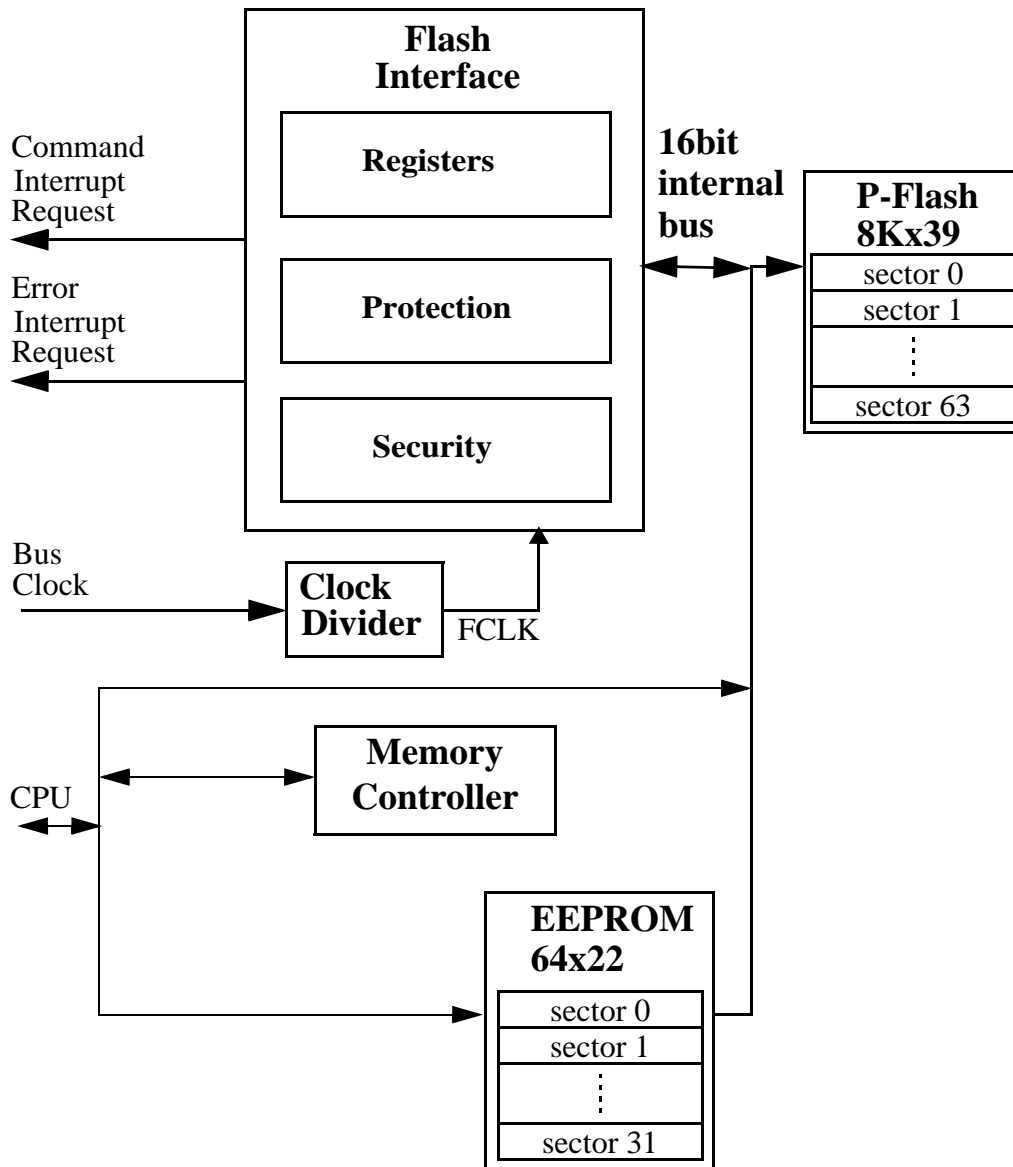 Flash
Interface
Registers
Protection
Security
Command
Interrupt
Request
Error
Interrupt
Request
16bit
internal
bus
P-Flash
8Kx39
sector 0
sector 1
sector 63
Bus
Clock
Clock
Divider
FCLK
Memory
Controller
CPU
EEPROM
64x22
sector 0
sector 1
sector 31